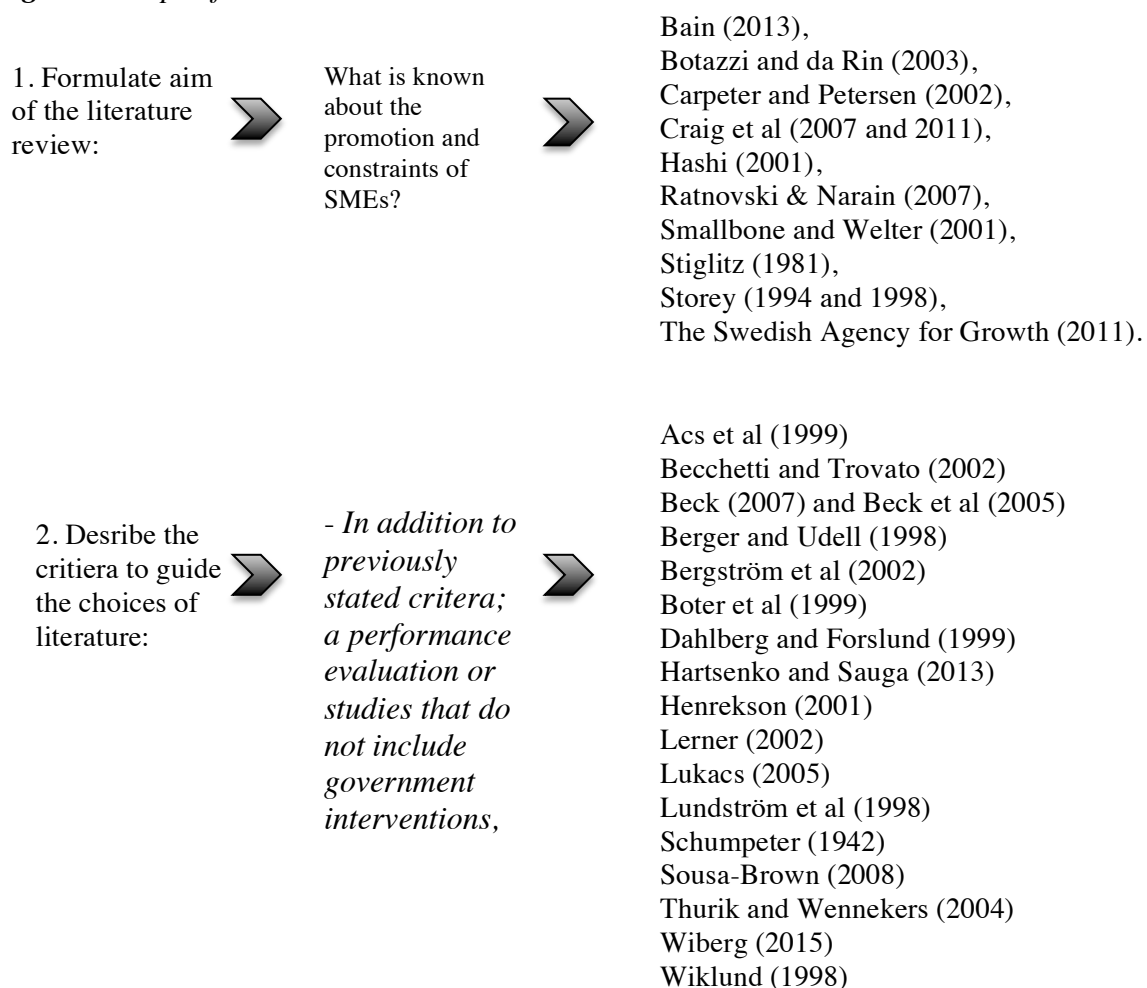 1. Formulate aim
of the literature
review:
What is known
about the
promotion and
constraints of
SMEs?
Bain (2013),
Botazzi and da Rin (2003),
Carpeter and Petersen (2002),
Craig et al (2007 and 2011),
Hashi (2001),
Ratnovski & Narain (2007),
Smallbone and Welter (2001),
Stiglitz (1981),
Storey (1994 and 1998),
The Swedish Agency for Growth (2011).
2. Desribe the
critiera to guide
the choices of
literature:
- In addition to
previously
stated critera;
a performance
evaluation or
studies that do
not include
government
interventions,
Acs et al (1999)
Becchetti and Trovato (2002)
Beck (2007) and Beck et al (2005)
Berger and Udell (1998)
Bergström et al (2002)
Boter et al (1999)
Dahlberg and Forslund (1999)
Hartsenko and Sauga (2013)
Henrekson (2001)
Lerner (2002)
Lukacs (2005)
Lundström et al (1998)
Schumpeter (1942)
Sousa-Brown (2008)
Thurik and Wennekers (2004)
Wiberg (2015)
Wiklund (1998)